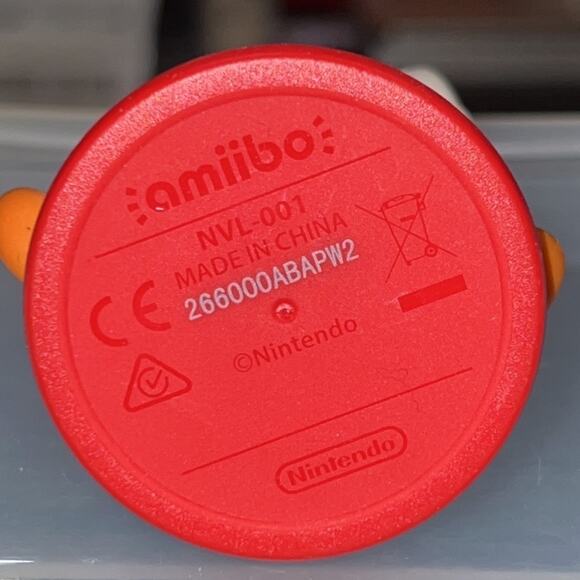 amiibo
NVL-001
MADE IN CHINA
266000ABAPW2
CE
©Nintendo
Nintendo